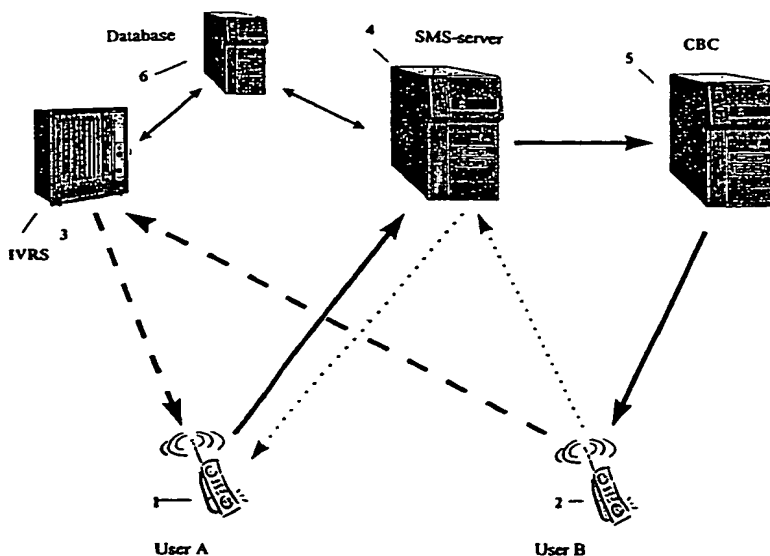 Database
6
4
SMS-server
5
CBC
3
IVRS
1
User A
2
User B